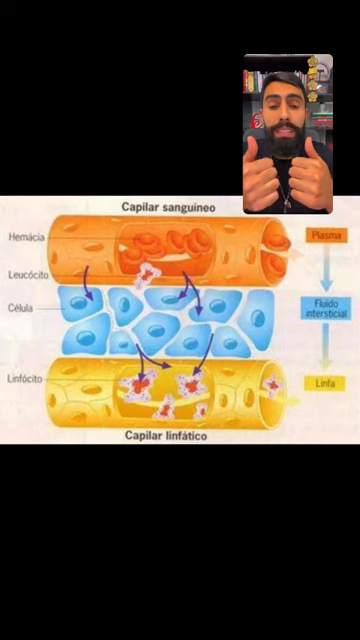 Capilar sanguíneo
Hemácia
Plasma
Leucócito
Célula
Fluido
intersticial
Linfócito
Linfa
Capilar linfático